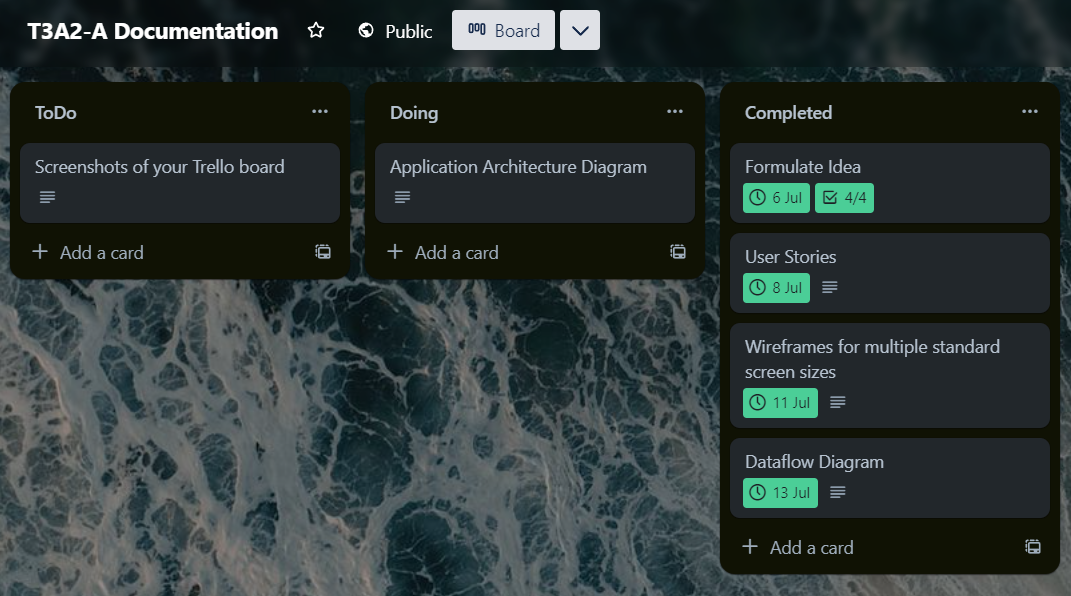 T3A2-A Documentation
Public
Board
ToDo
Screenshots of your Trello board
Add a card
Doing
Application Architecture Diagram
Add a card
Completed
Formulate Idea
6 Jul
4/4
User Stories
8 Jul
Wireframes for multiple standard
screen sizes
11 Jul
Dataflow Diagram
13 Jul
Add a card